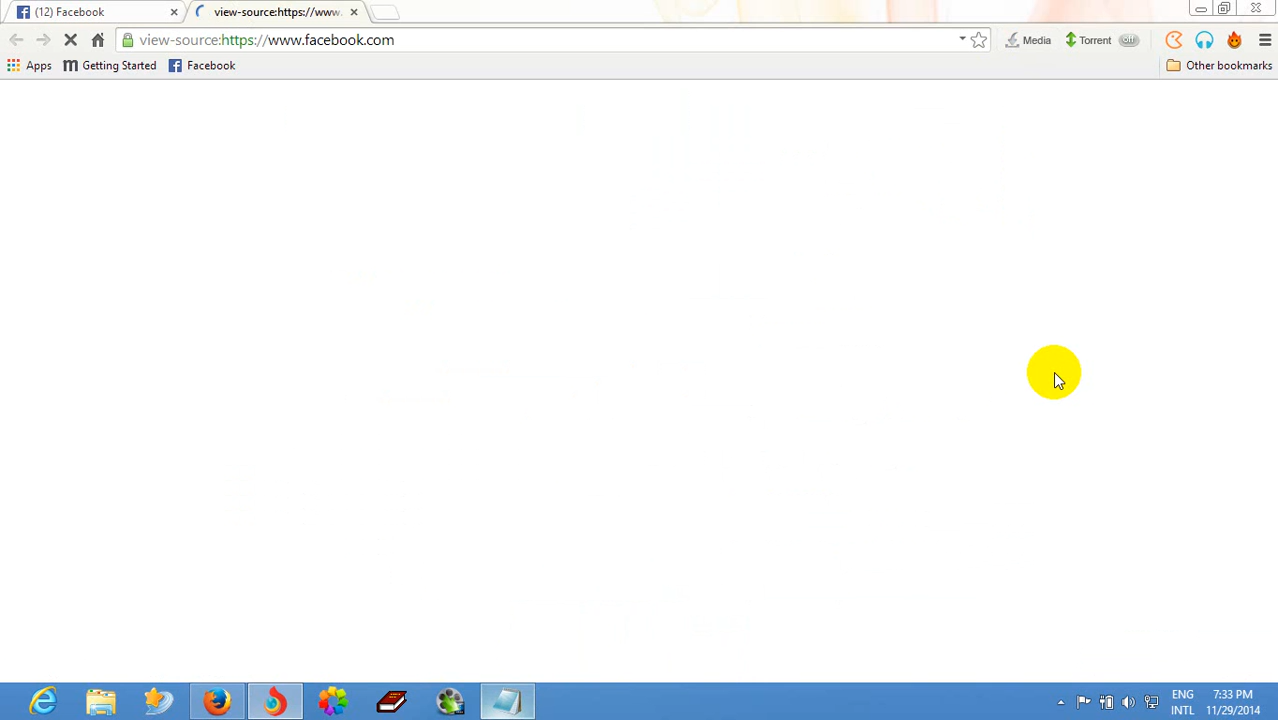 (12) Facebook
view-source:https://www.
view-source:https://www.facebook.com
Media
Torrent
Off
Apps
Getting Started
Facebook
Other bookmarks
ENG
7:33 PM
INTL
11/29/2014